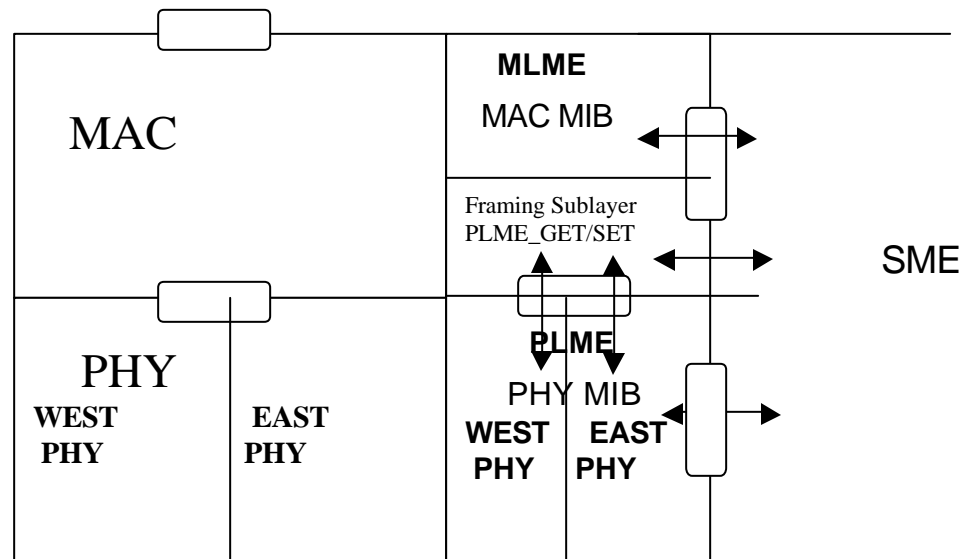 MLME
MAC MIB
MAC
Framing Sublayer
PLME_GET/SET
SME
PLME
PHY
PHY MIB
WEST
PHY
EAST
PHY
WEST
PHY
EAST
PHY